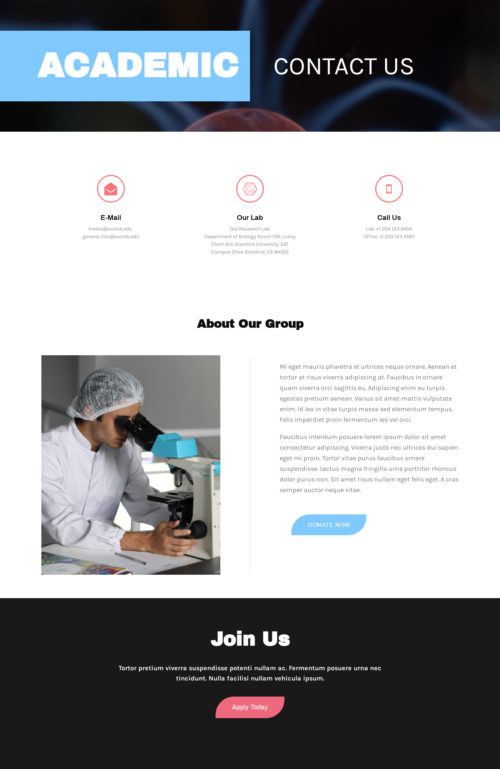 ACADEMIC
CONTACT US
E-Mail
media@ourlab.edu
general.info@ourlab.edu
Our Lab
Our Research Lab
Department of Biology Room 104, Lokey
Chem Bio Stanford University 337
Campus Drive Stanford, CA 94305
Call Us
Lab: +1 204 123 3456
Office: +1 203 123 4567
About Our Group
Mi eget mauris pharetra et ultrices neque ornare. Aenean et
tortor at risus viverra adipiscing at. Faucibus in ornare
quam viverra orci sagittis eu. Adipiscing enim eu turpis
egestas pretium aenean. Varius sit amet mattis vulputate
enim. Id leo in vitae turpis massa sed elementum tempus.
Felis imperdiet proin fermentum leo vel orci.
Faucibus interdum posuere lorem ipsum dolor sit amet
consectetur adipiscing. Viverra justo nec ultrices dui sapien
eget mi proin. Tortor vitae purus faucibus ornare
suspendisse. Lectus magna fringilla urna porttitor rhoncus
dolor purus non. Sit amet risus nullam eget felis eget. A cras
semper auctor neque vitae.
DONATE NOW
Join Us
Tortor pretium viverra suspendisse potenti nullam ac. Fermentum posuere urna nec
tincidunt. Nulla facilisi nullam vehicula ipsum.
Apply Today